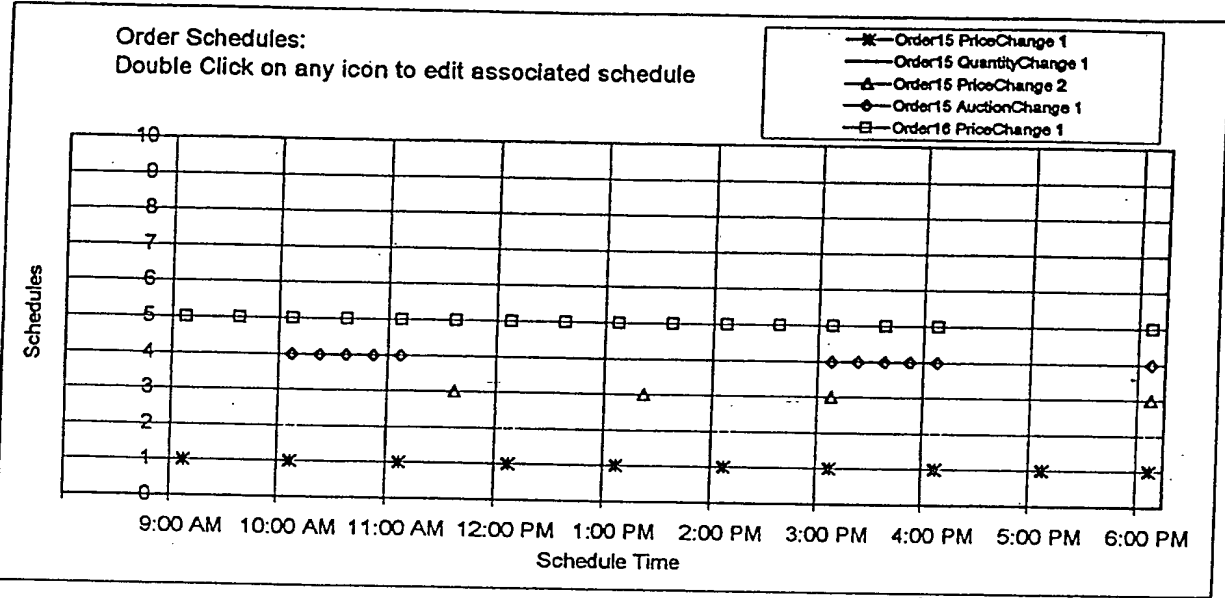 Order Schedules:
Double Click on any icon to edit associated schedule
Order15 PriceChange 1
Order15 QuantityChange 1
Order15 PriceChange 2
Order15 AuctionChange 1
Order16 PriceChange 1
10
9
8
7
6
5
4
3
2
1
0
Schedules
9:00 AM 10:00 AM 11:00 AM 12:00 PM 1:00 PM 2:00 PM 3:00 PM 4:00 PM 5:00 PM 6:00 PM
Schedule Time